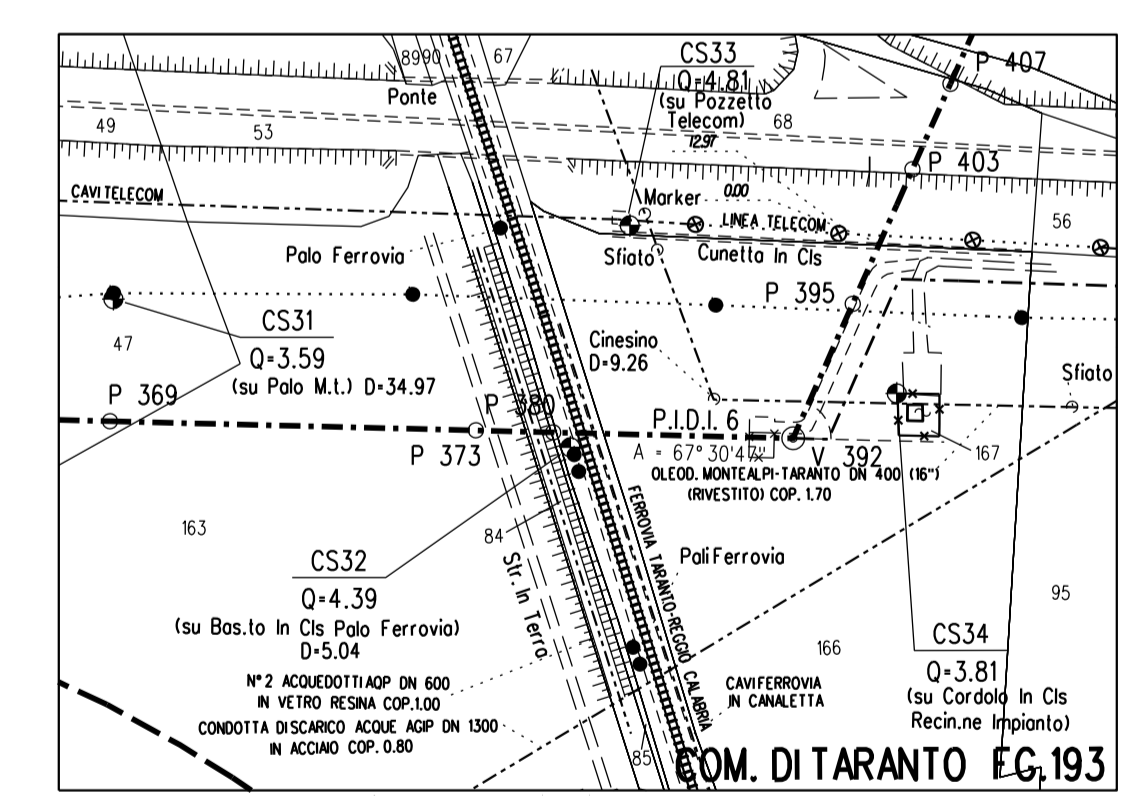 8990
67
CS33
Q=4.81
(su Pozzetto
Telecom)
P 407
Ponte
49
53
68
12.97
P 403
CAVI TELECOM
Marker
0.00
LINEA TELECOM
56
Palo Ferrovia
Sfiato
Cunetta In Cls
P 395
CS31
Q=3.59
(su Palo M.t.) D=34.97
47
Cinesino
D=9.26
Sfiato
P 369
P 380
P.I.D.I. 6
P 373
A = 67° 30'47"
V 392
167
OLEOD. MONTEALPI-TARANTO DN 400 (16")
(RIVESTITO) COP. 1.70
163
84
FERROVIA TARANTO-REGGIO CALABRIA
Pali Ferrovia
CS32
Q=4.39
(su Bas.to In Cls Palo Ferrovia)
D=5.04
Str. In Terra
95
166
CS34
Q=3.81
(su Cordolo In Cls
Recin.ne Impianto)
N°2 ACQUEDOTTI AQP DN 600
IN VETRO RESINA COP.1.00
CONDOTTA DI SCARICO ACQUE AGIP DN 1300
IN ACCIAIO COP. 0.80
CAVI FERROVIA
IN CANALETTA
85
COM. DI TARANTO FG.193